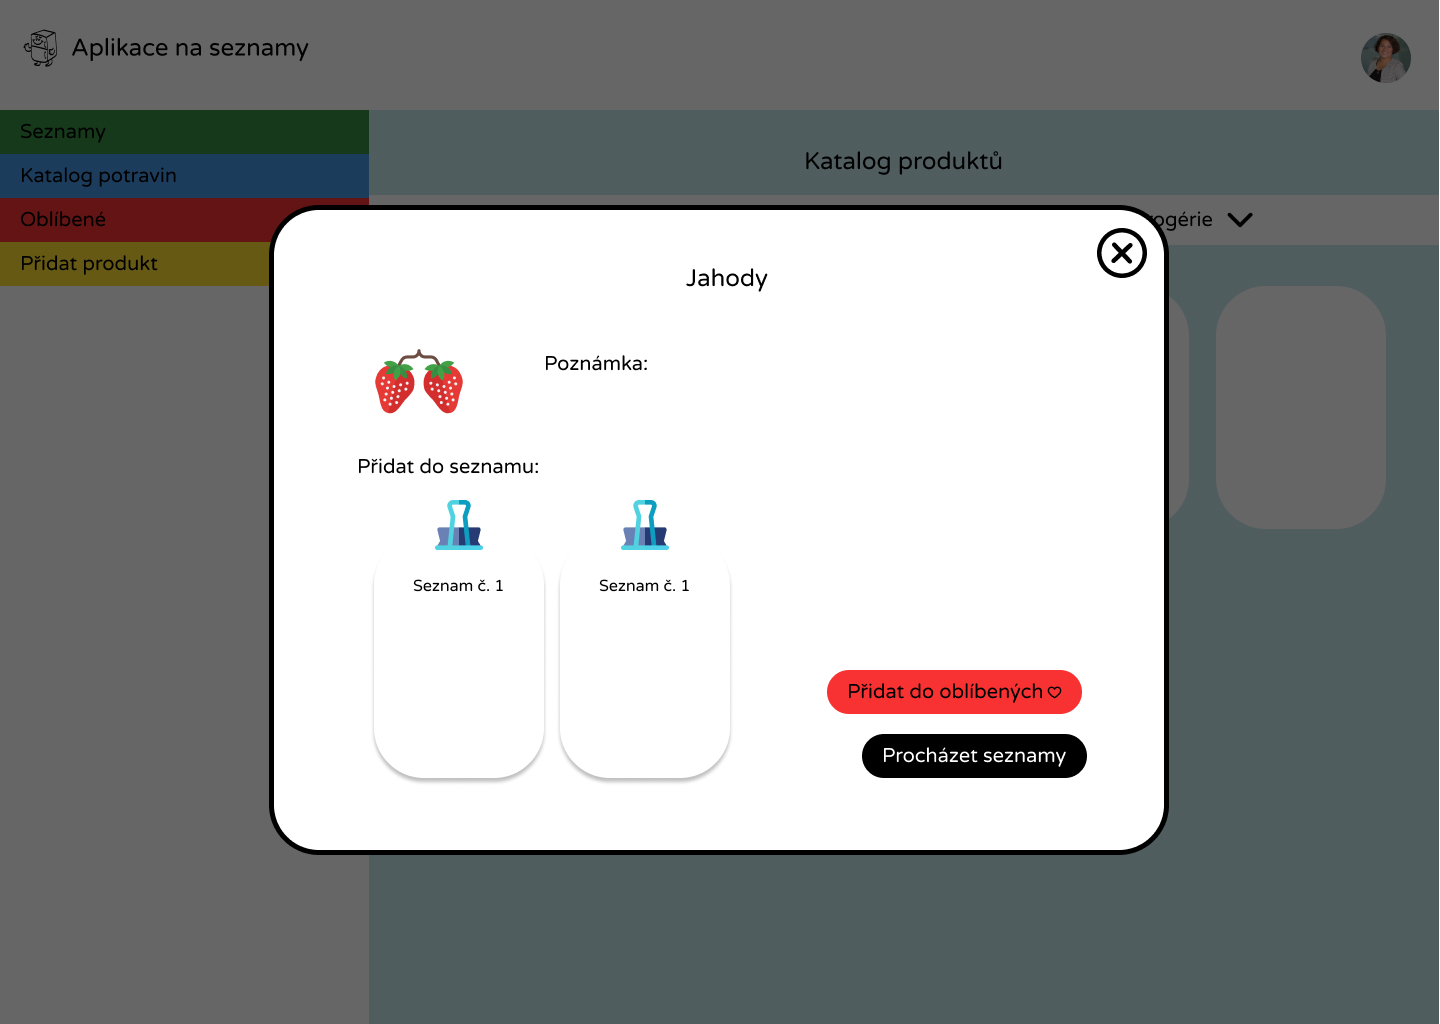 Aplikace na seznamy
Seznamy
Katalog potravin
Oblíbené
Přidat produkt
Katalog produktů
Jahody
Poznámka:
Přidat do seznamu:
Seznam č. 1
Seznam č. 1
Přidat do oblíbených
Procházet seznamy